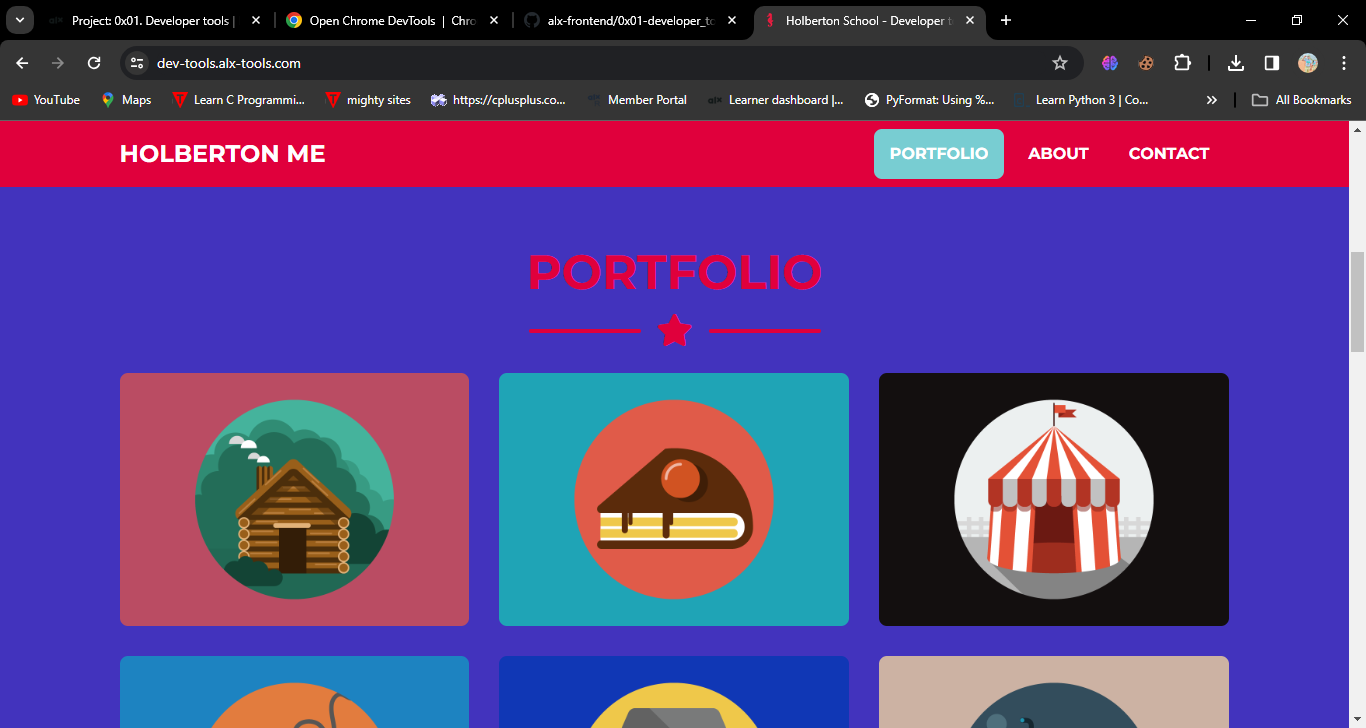 Project: 0x01. Developer tools |
Open Chrome DevTools | Chro
alx-frontend/0x01-developer_to
Holberton School - Developer t
dev-tools.alx-tools.com
YouTube
Maps
Learn C Programmi...
mighty sites
https://cplusplus.co...
Member Portal
Learner dashboard |...
PyFormat: Using %...
Learn Python 3 | Co...
All Bookmarks
HOLBERTON ME
PORTFOLIO
ABOUT
CONTACT
PORTFOLIO